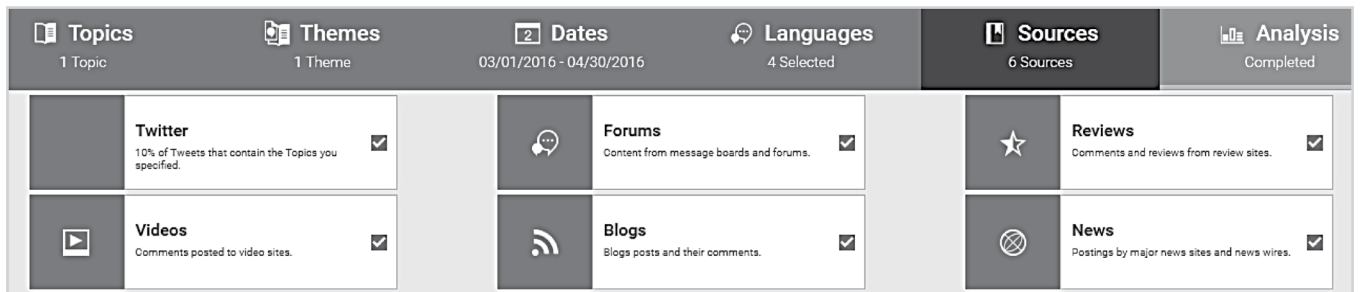 Topics
1 Topic
Themes
1 Theme
2 Dates
03/01/2016 - 04/30/2016
Languages
4 Selected
Sources
6 Sources
Analysis
Completed
Twitter
10% of Tweets that contain the Topics you
specified.
Forums
Content from message boards and forums.
Reviews
Comments and reviews from review sites.
Videos
Comments posted to video sites.
Blogs
Blogs posts and their comments.
News
Postings by major news sites and news wires.